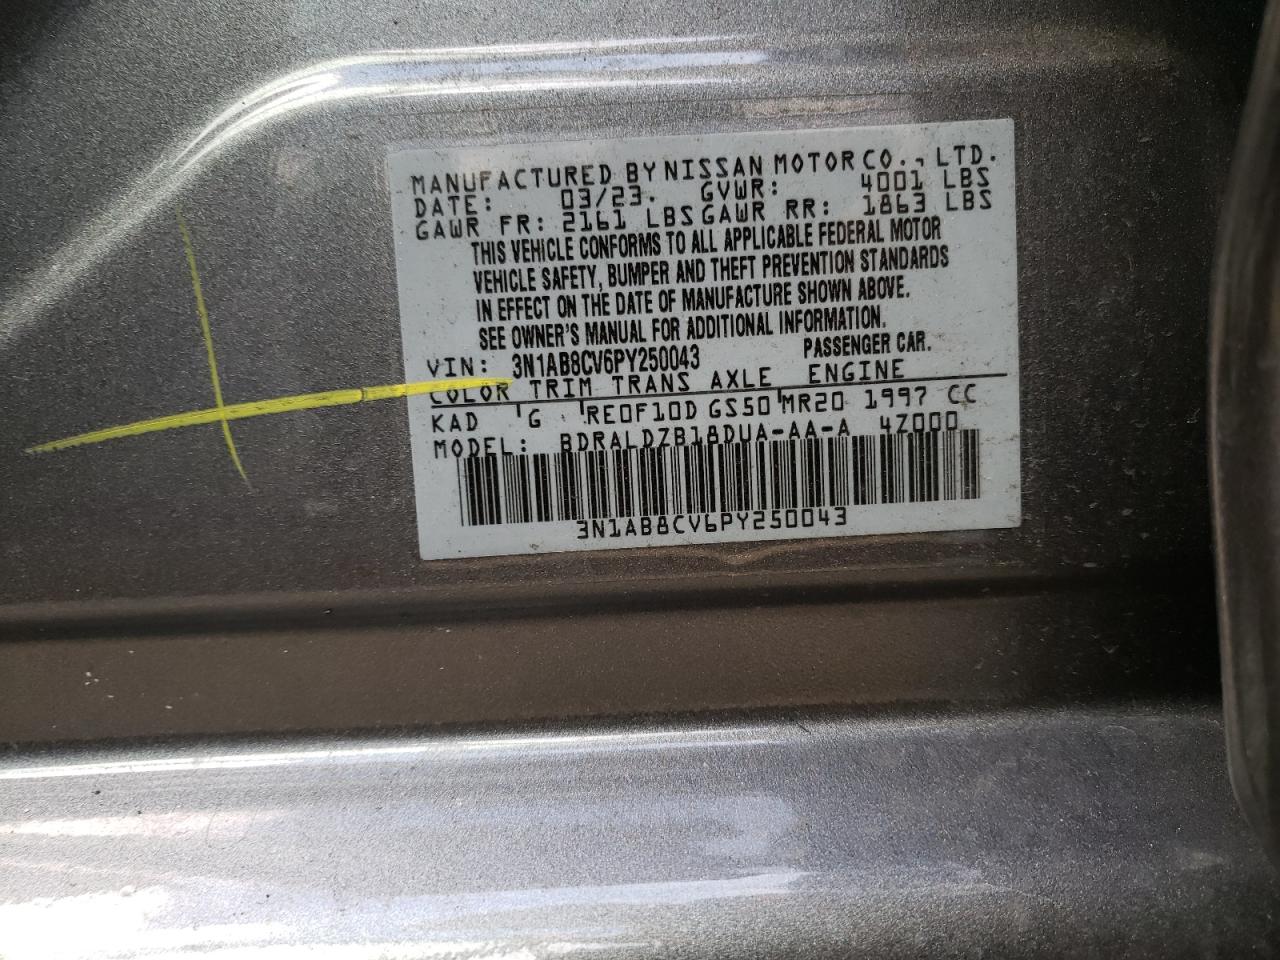 MANUFACTURED BY NISSAN MOTOR CO., LTD.
DATE: 03/23. GVWR: 4001 LBS
GAWR FR: 2161 LBS GAWR RR: 1863 LBS
THIS VEHICLE CONFORMS TO ALL APPLICABLE FEDERAL MOTOR
VEHICLE SAFETY, BUMPER AND THEFT PREVENTION STANDARDS
IN EFFECT ON THE DATE OF MANUFACTURE SHOWN ABOVE.
SEE OWNER'S MANUAL FOR ADDITIONAL INFORMATION.
VIN: 3N1AB8CV6PY250043 PASSENGER CAR.
COLOR TRIM TRANS AXLE ENGINE
KAD G RE0F10D GS50 MR20 1997 CC
MODEL: BDRALDZB18DUA-AA-A 4Z000
3N1AB8CV6PY250043